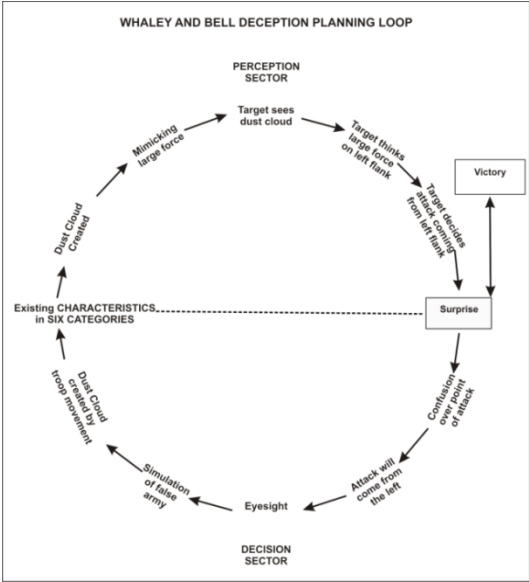 WHALEY AND BELL DECEPTION PLANNING LOOP
PERCEPTION
SECTOR
Target sees
dust cloud
Target thinks
large force
on left flank
Target decides
attack coming
from left flank
Victory
Surprise
Confusion
over point
of attack
Attack will
come from
the left
Eyesight
DECISION
SECTOR
Simulation
of false
army
Dust Cloud
created by
troop movement
Existing CHARACTERISTICS
in SIX CATEGORIES
Dust Cloud
Created
Mimicking
large force